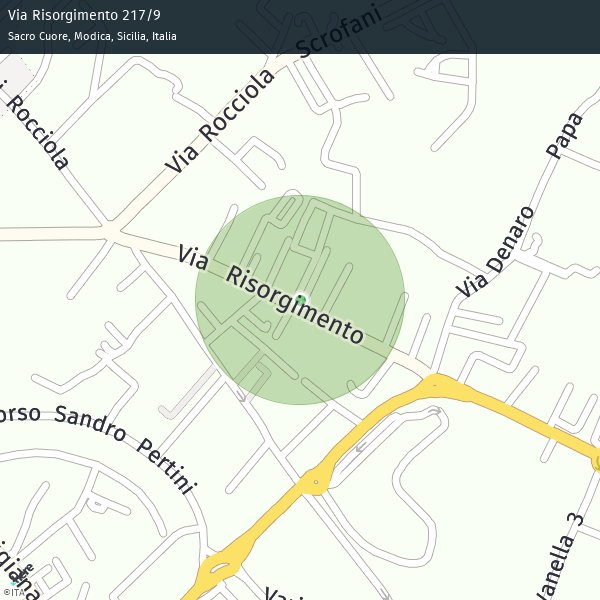 Via Risorgimento 217/9
Sacro Cuore, Modica, Sicilia, Italia
Scrofani
Via Rocciola
Rocciola
Papa
Via Denaro
Via Risorgimento
orso Sandro Pertini
Vanella 3
©ITA